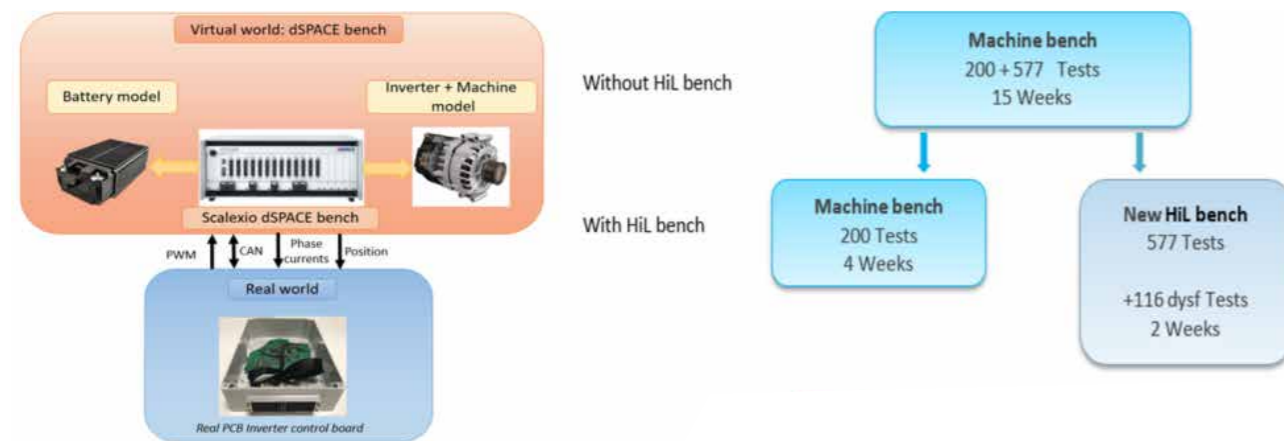 Virtual world: dSPACE bench
Battery model
Inverter + Machine
model
Scalexio dSPACE bench
PWM
CAN
Phase
currents
Position
Real world
Real PCB Inverter control board
Without HiL bench
With HiL bench
Machine bench
200 + 577 Tests
15 Weeks
Machine bench
200 Tests
4 Weeks
New HiL bench
577 Tests
+116 dysf Tests
2 Weeks